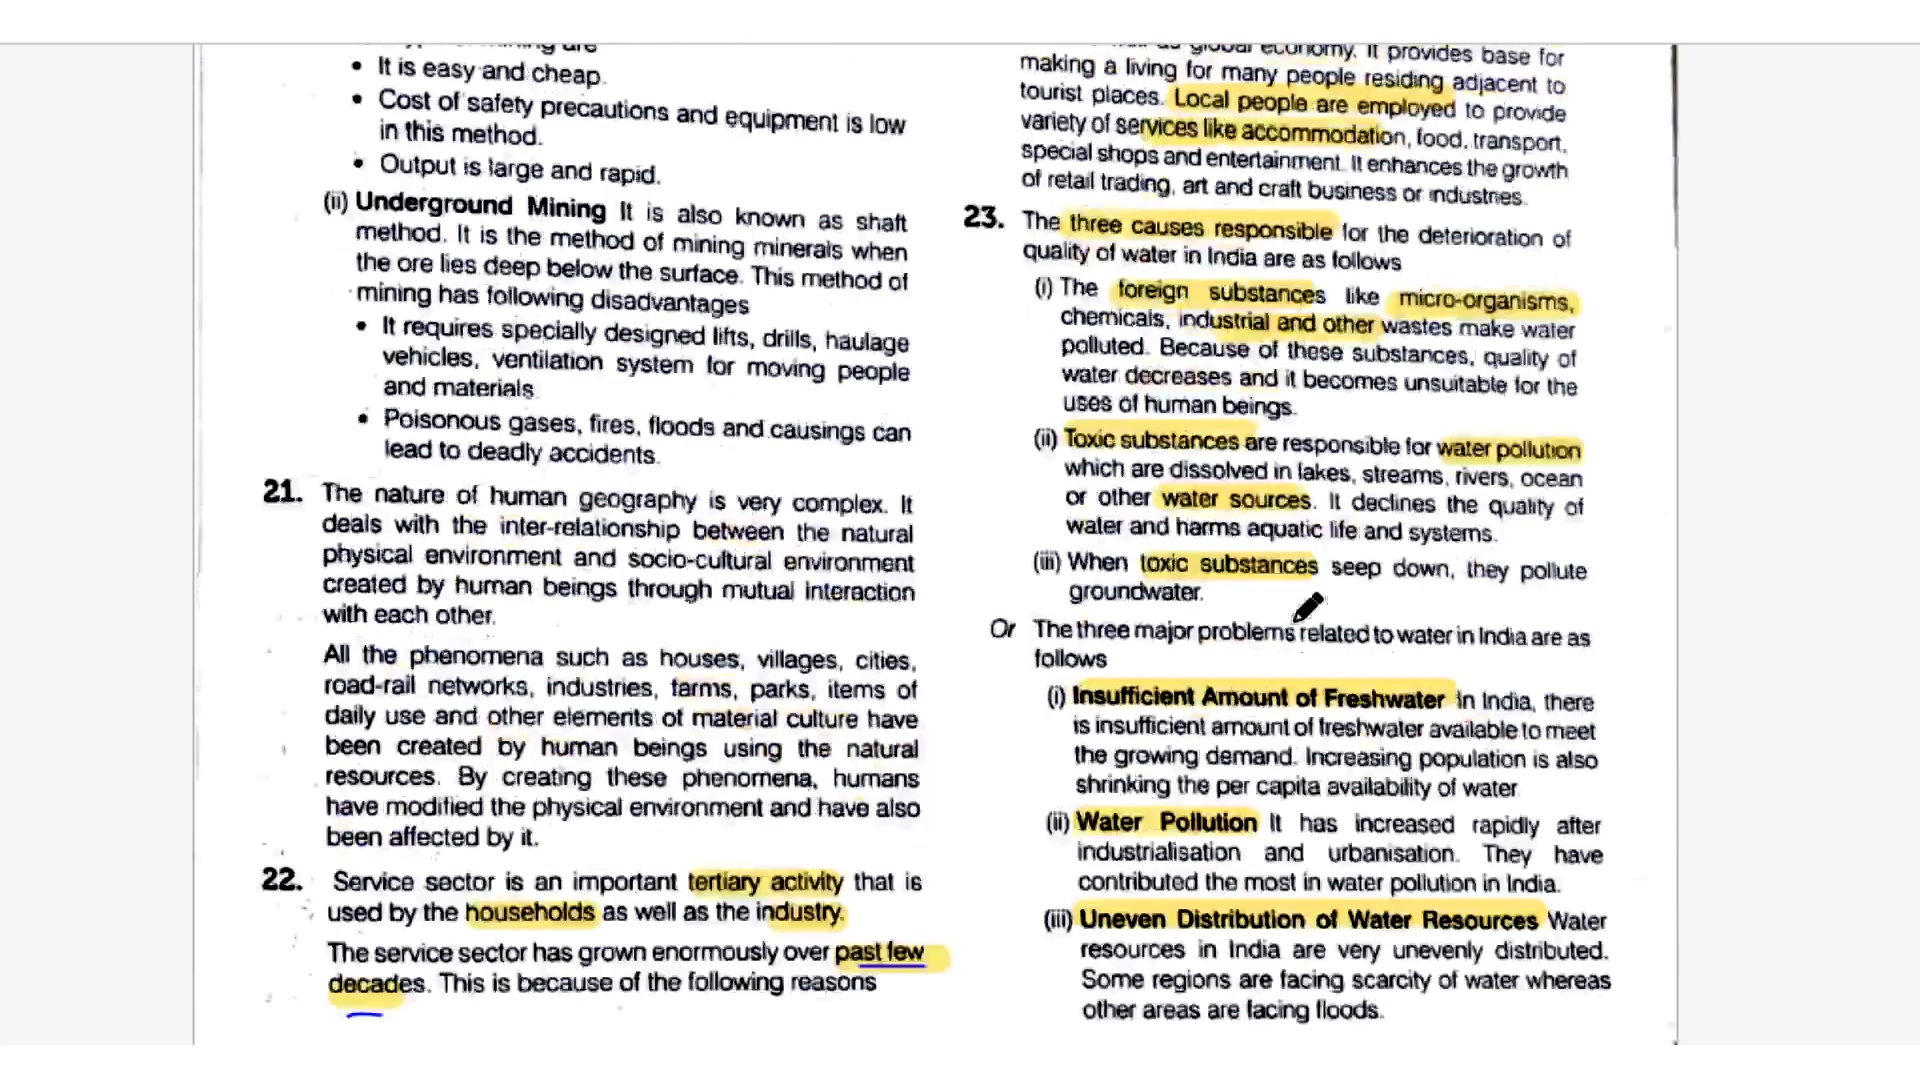 • It is easy and cheap.
• Cost of safety precautions and equipment is low
in this method.
• Output is large and rapid.
(ii) Underground Mining It is also known as shaft
method. It is the method of mining minerals when
the ore lies deep below the surface. This method of
mining has following disadvantages
• It requires specially designed lifts, drills, haulage
vehicles, ventilation system for moving people
and materials.
• Poisonous gases, fires, floods and causings can
lead to deadly accidents.
21. The nature of human geography is very complex. It
deals with the inter-relationship between the natural
physical environment and socio-cultural environment
created by human beings through mutual interaction
with each other.
All the phenomena such as houses, villages, cities,
road-rail networks, industries, farms, parks, items of
daily use and other elements of material culture have
been created by human beings using the natural
resources. By creating these phenomena, humans
have modified the physical environment and have also
been affected by it.
22. Service sector is an important tertiary activity that is
used by the households as well as the industry.
The service sector has grown enormously over past few
decades. This is because of the following reasons
global economy. It provides base for
making a living for many people residing adjacent to
tourist places. Local people are employed to provide
variety of services like accommodation, food, transport,
special shops and entertainment. It enhances the growth
of retail trading, art and craft business or industries.
23. The three causes responsible for the deterioration of
quality of water in India are as follows
(i) The foreign substances like micro-organisms,
chemicals, industrial and other wastes make water
polluted. Because of these substances, quality of
water decreases and it becomes unsuitable for the
uses of human beings.
(ii) Toxic substances are responsible for water pollution
which are dissolved in lakes, streams, rivers, ocean
or other water sources. It declines the quality of
water and harms aquatic life and systems.
(iii) When toxic substances seep down, they pollute
groundwater.
Or The three major problems related to water in India are as
follows
(i) Insufficient Amount of Freshwater In India, there
is insufficient amount of freshwater available to meet
the growing demand. Increasing population is also
shrinking the per capita availability of water.
(ii) Water Pollution It has increased rapidly after
industrialisation and urbanisation. They have
contributed the most in water pollution in India.
(iii) Uneven Distribution of Water Resources Water
resources in India are very unevenly distributed.
Some regions are facing scarcity of water whereas
other areas are facing floods.